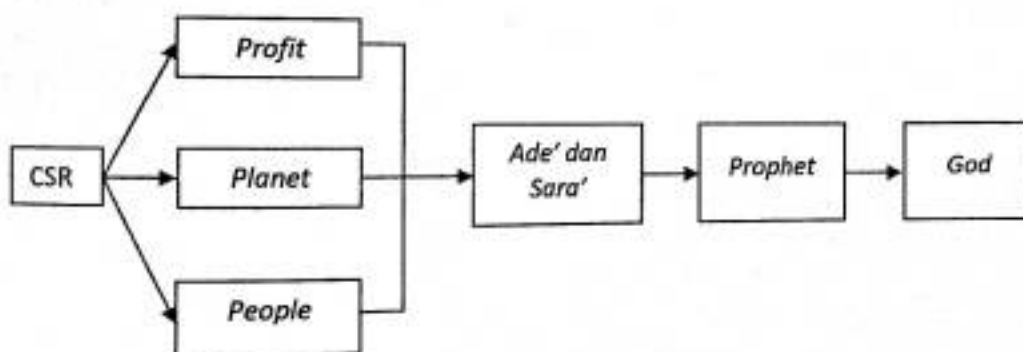 Profit
CSR
Planet
Ade’ dan
Sara’
Prophet
God
People